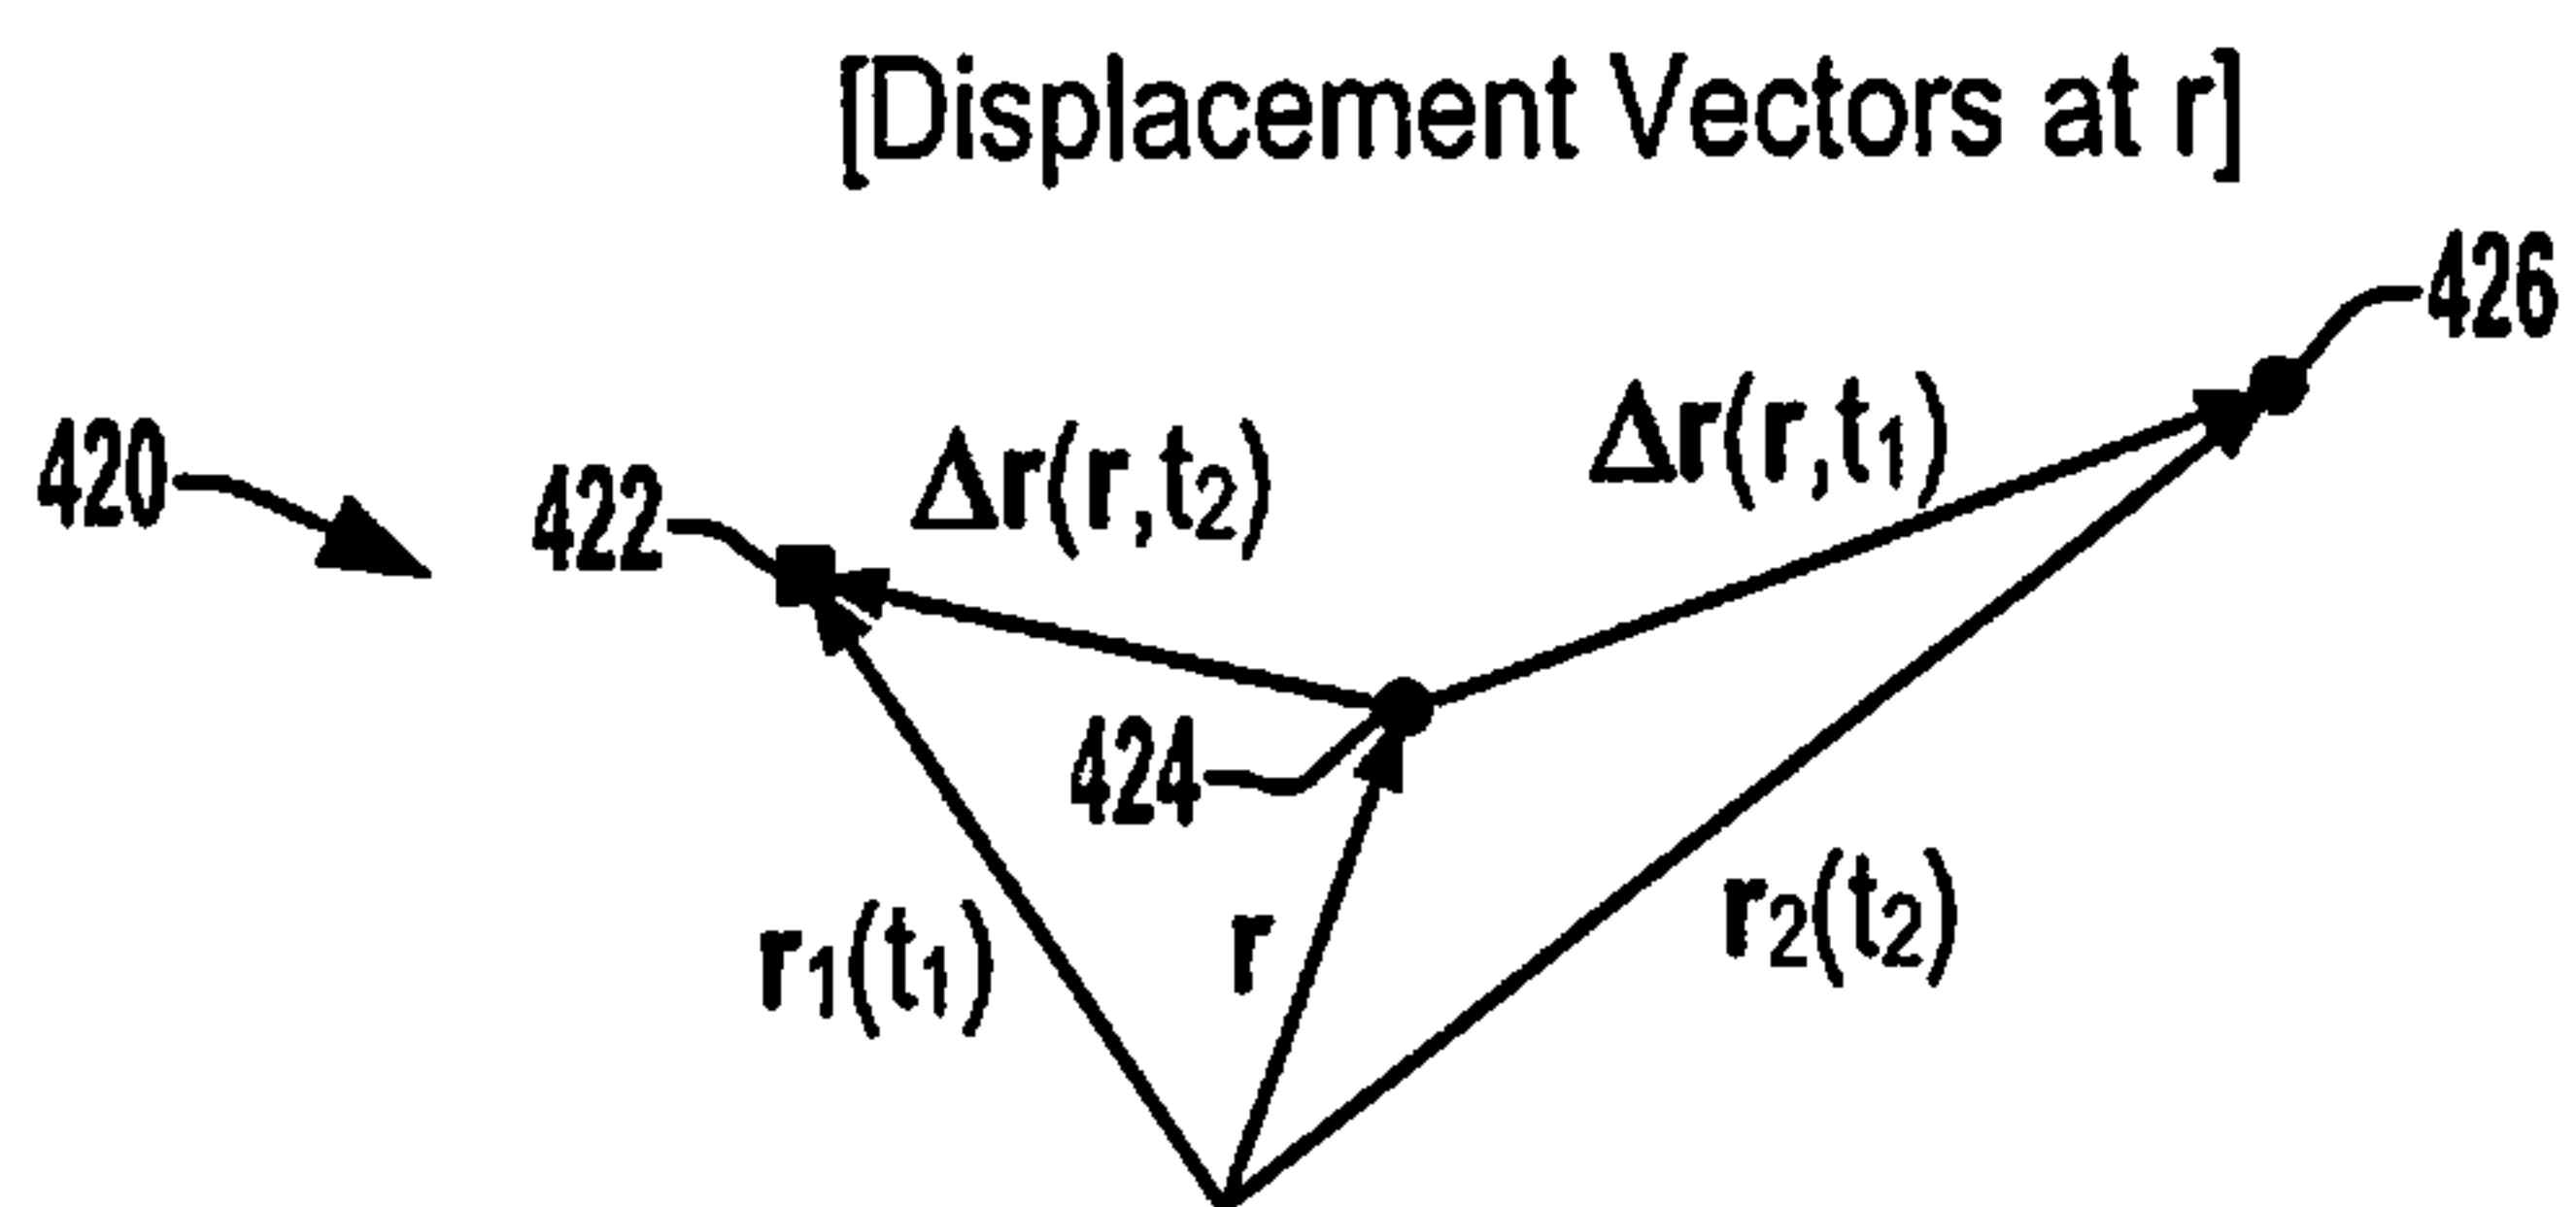 [Displacement Vectors at r]
426
Δr(r,t₁)
420
422
Δr(r,t₂)
424
r₁(t₁)
r
r₂(t₂)